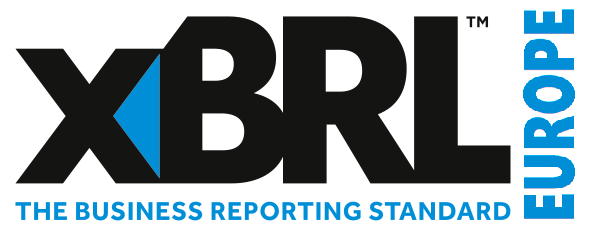 xBRL™
THE BUSINESS REPORTING STANDARD
EUROPE